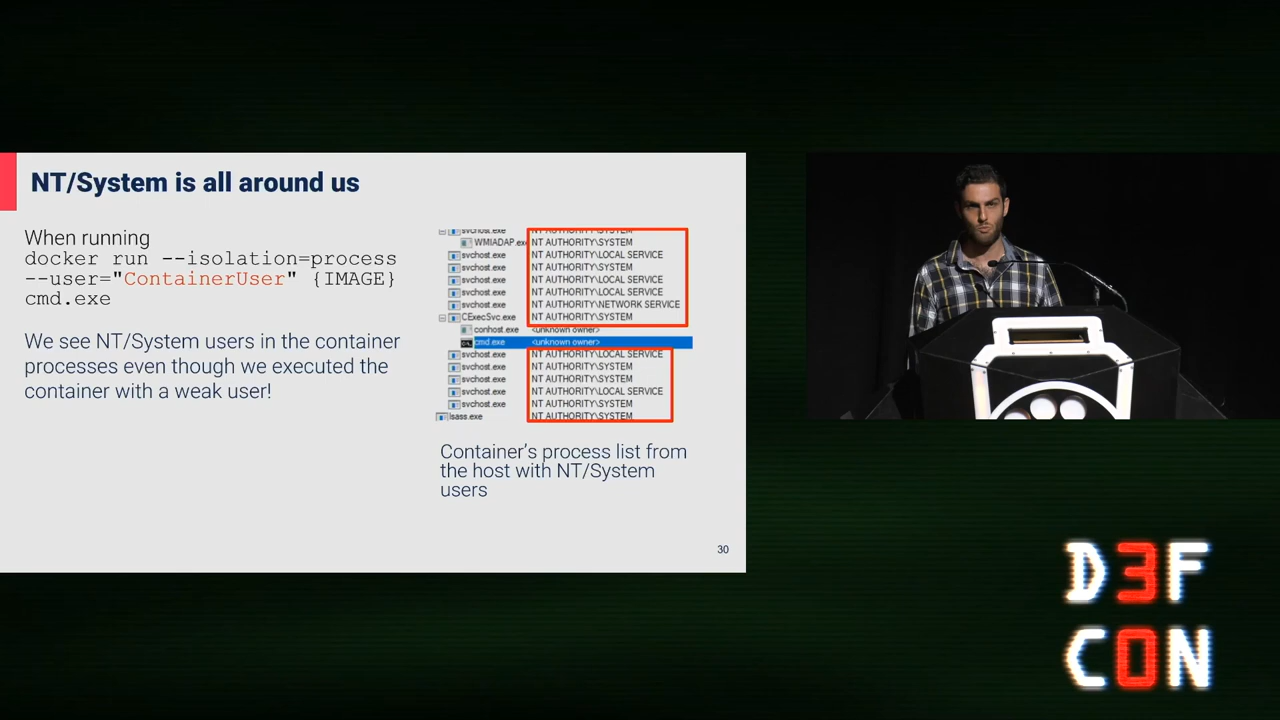 NT/System is all around us
When running
docker run --isolation=process
--user="ContainerUser" {IMAGE}
cmd.exe
We see NT/System users in the container
processes even though we executed the
container with a weak user!
svchost.exe NT AUTHORITY\SYSTEM
WMIADAP.exe NT AUTHORITY\SYSTEM
svchost.exe NT AUTHORITY\LOCAL SERVICE
svchost.exe NT AUTHORITY\SYSTEM
svchost.exe NT AUTHORITY\LOCAL SERVICE
svchost.exe NT AUTHORITY\LOCAL SERVICE
svchost.exe NT AUTHORITY\NETWORK SERVICE
CExecSvc.exe NT AUTHORITY\SYSTEM
conhost.exe <unknown owner>
cmd.exe <unknown owner>
svchost.exe NT AUTHORITY\LOCAL SERVICE
svchost.exe NT AUTHORITY\SYSTEM
svchost.exe NT AUTHORITY\SYSTEM
svchost.exe NT AUTHORITY\LOCAL SERVICE
svchost.exe NT AUTHORITY\SYSTEM
lsass.exe NT AUTHORITY\SYSTEM
Container's process list from
the host with NT/System
users
30
D3F
C0N